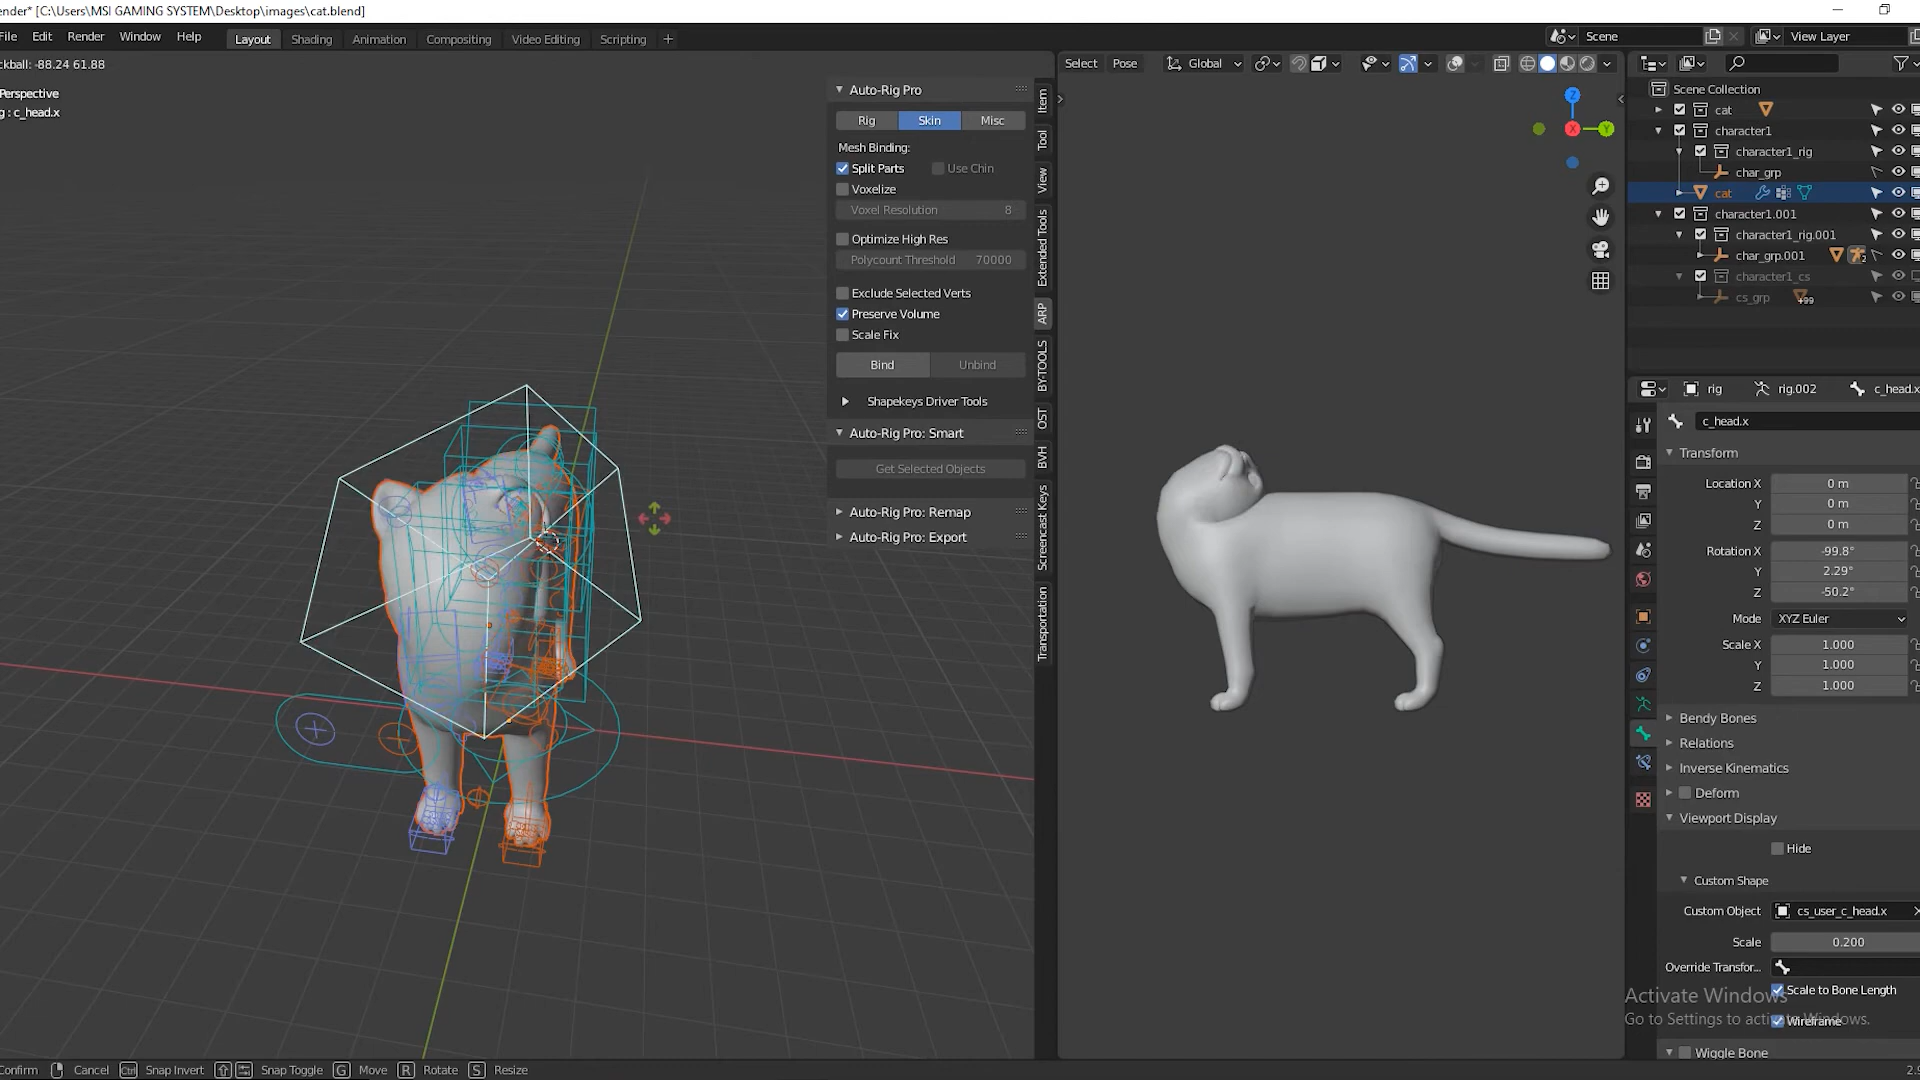 ender* [C:\Users\MSI GAMING SYSTEM\Desktop\images\cat.blend]
File Edit Render Window Help Layout Shading Animation Compositing Video Editing Scripting + Scene View Layer
ckball: -88.24 61.88
Perspective
g : c_head.x
Auto-Rig Pro
Rig Skin Misc
Mesh Binding:
Split Parts Use Chin
Voxelize
Voxel Resolution 8
Optimize High Res
Polycount Threshold 70000
Exclude Selected Verts
Preserve Volume
Scale Fix
Bind Unbind
Shapekeys Driver Tools
Auto-Rig Pro: Smart
Get Selected Objects
Auto-Rig Pro: Remap
Auto-Rig Pro: Export
Item
Tool
View
Extended Tools
ARP
BY-TOOLS
OST
BVH
Screencast Keys
Transportation
Select Pose Global
Z
X
Y
Scene Collection
cat
character1
character1_rig
char_grp
cat
character1.001
character1_rig.001
char_grp.001 2
character1_cs
cs_grp +99
rig rig.002 c_head.x
c_head.x
Transform
Location X 0 m
Y 0 m
Z 0 m
Rotation X -99.8°
Y 2.29°
Z -50.2°
Mode XYZ Euler
Scale X 1.000
Y 1.000
Z 1.000
Bendy Bones
Relations
Inverse Kinematics
Deform
Viewport Display
Hide
Custom Shape
Custom Object cs_user_c_head.x
Scale 0.200
Override Transfor...
Scale to Bone Length
Wireframe
Wiggle Bone
Activate Windows
Go to Settings to activate Windows.
Confirm Cancel Ctrl Snap Invert Snap Toggle G Move R Rotate S Resize 2.9